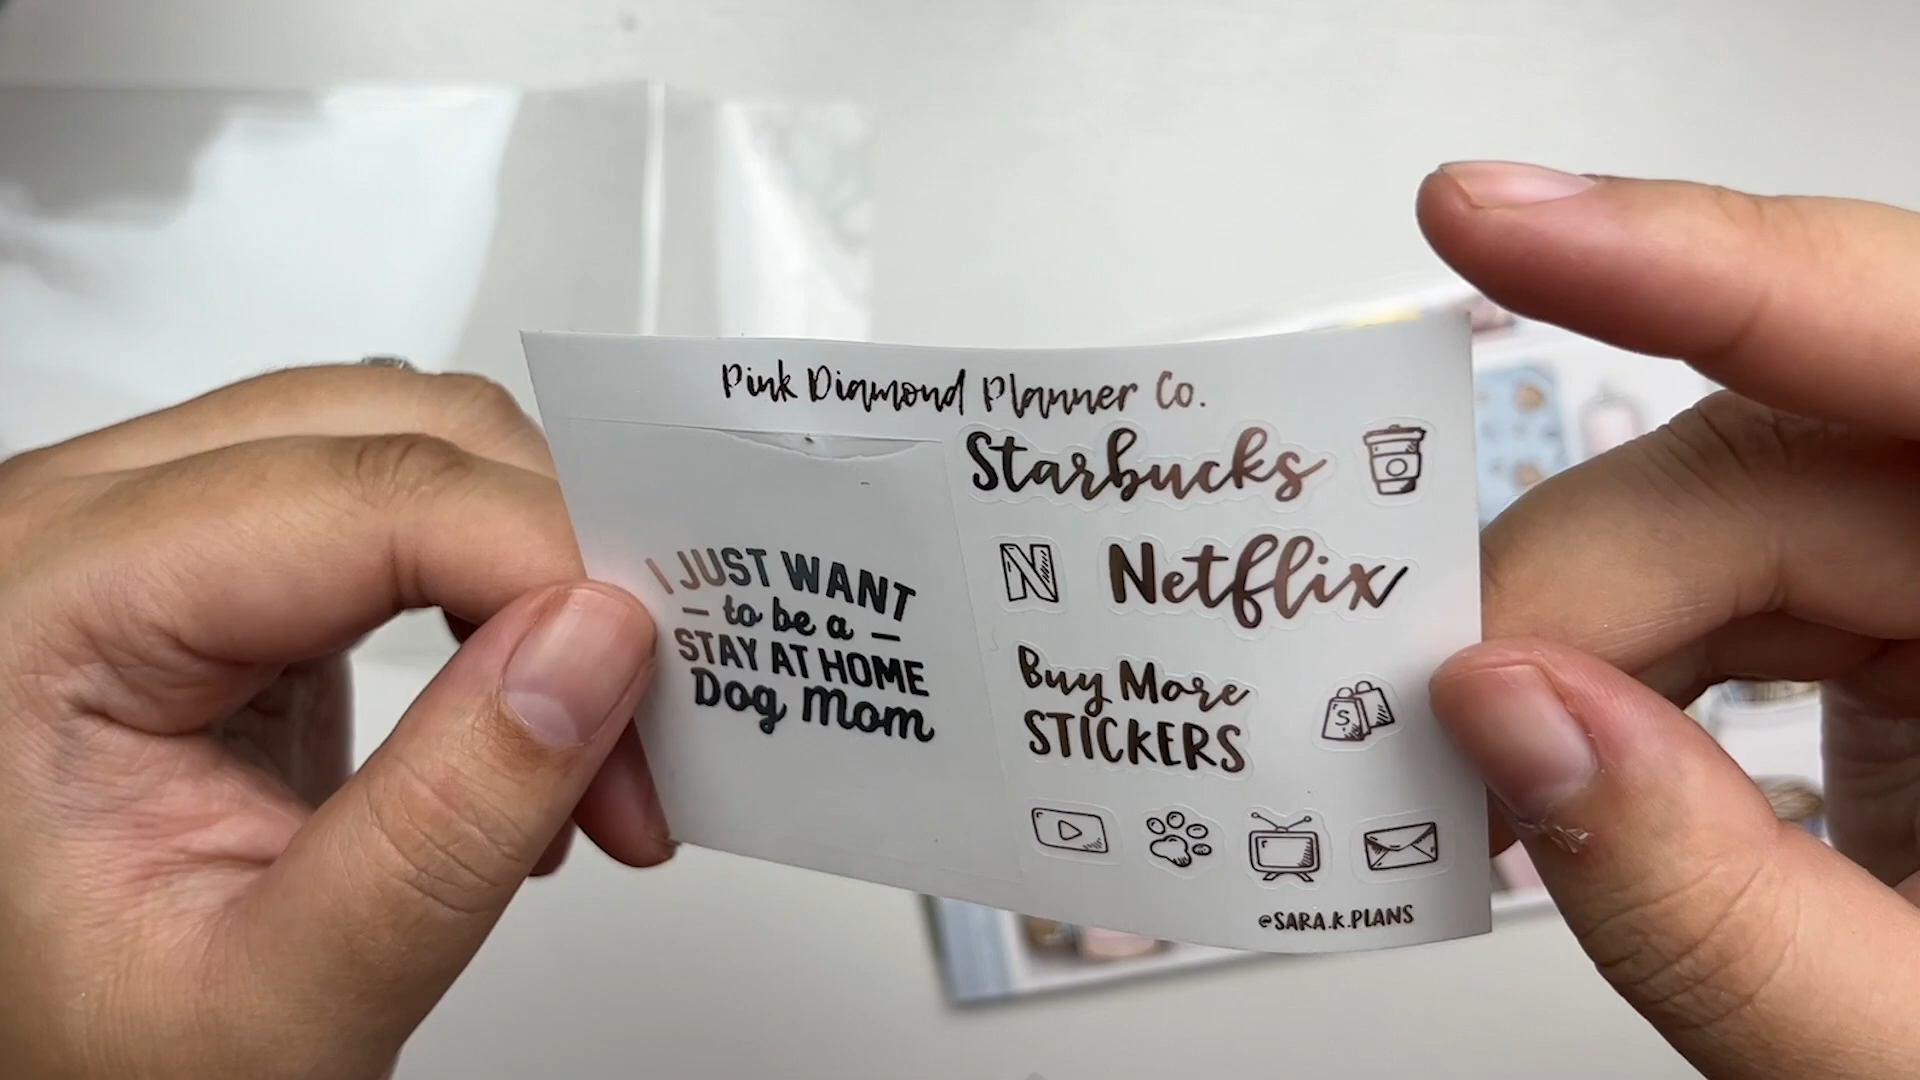 Pink Diamond Planner Co.
I JUST WANT
— to be a —
STAY AT HOME
Dog Mom
Starbucks
N Netflix
Buy More
STICKERS
S
@SARA.K.PLANS